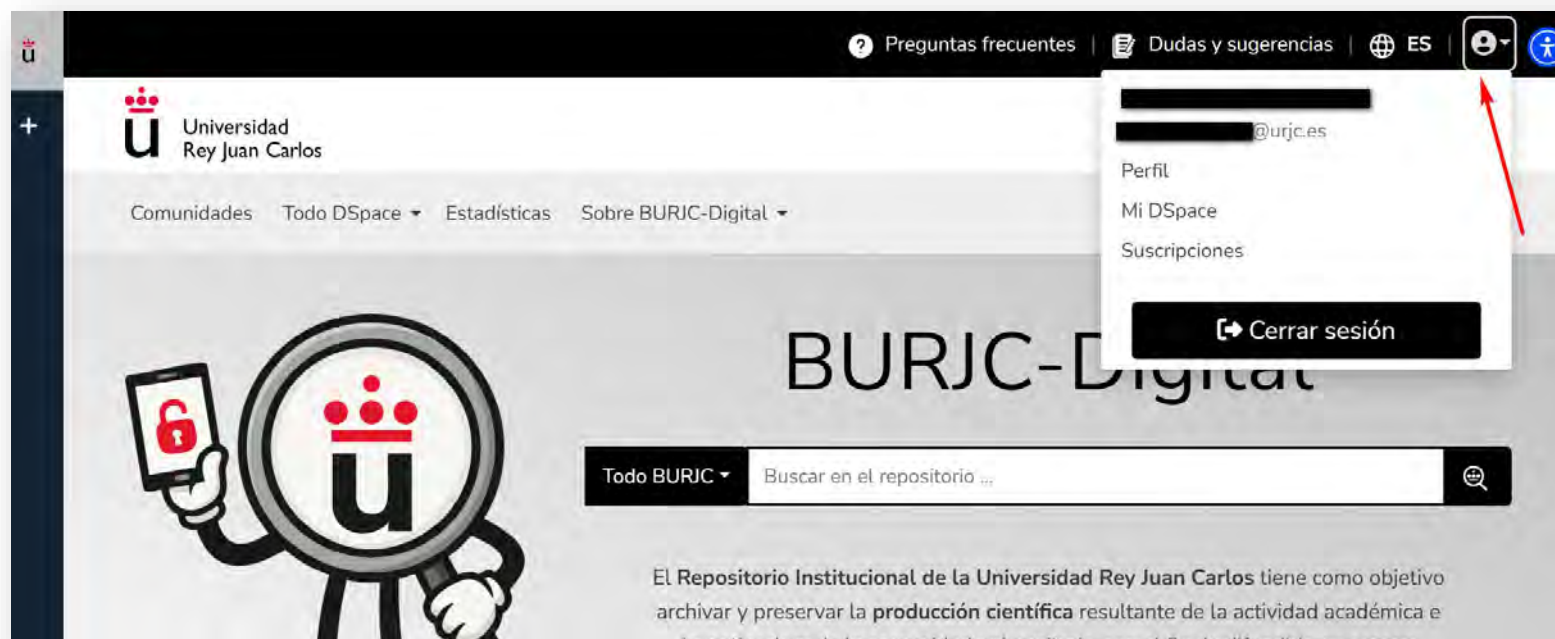 ü
Preguntas frecuentes | Dudas y sugerencias | ES |
+
ü Universidad
Rey Juan Carlos
@urjc.es
Perfil
Mi DSpace
Suscripciones
Cerrar sesión
Comunidades Todo DSpace Estadísticas Sobre BURJC-Digital
BURJC-Digital
ü
Todo BURJC Buscar en el repositorio ...
El Repositorio Institucional de la Universidad Rey Juan Carlos tiene como objetivo
archivar y preservar la producción científica resultante de la actividad académica e